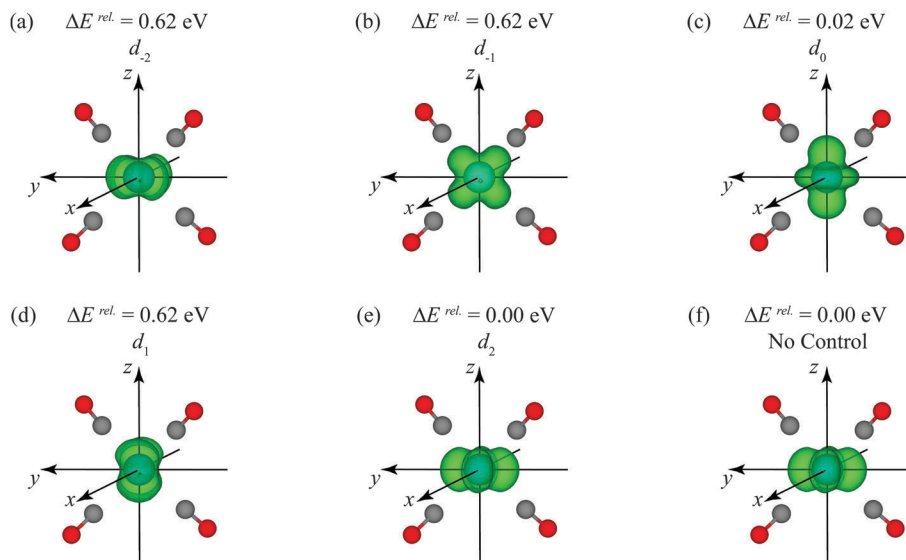 (a) ΔE rel. = 0.62 eV
d-2
z
y
x
(b) ΔE rel. = 0.62 eV
d-1
z
y
x
(c) ΔE rel. = 0.02 eV
d0
z
y
x
(d) ΔE rel. = 0.62 eV
d1
z
y
x
(e) ΔE rel. = 0.00 eV
d2
z
y
x
(f) ΔE rel. = 0.00 eV
No Control
z
y
x